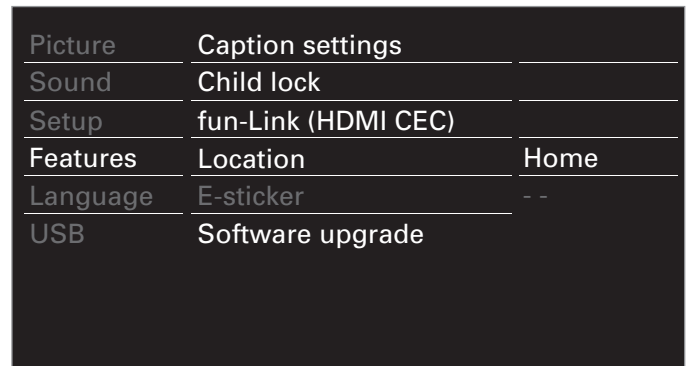 Picture Caption settings
Sound Child lock
Setup fun-Link (HDMI CEC)
Features Location Home
Language E-sticker - -
USB Software upgrade